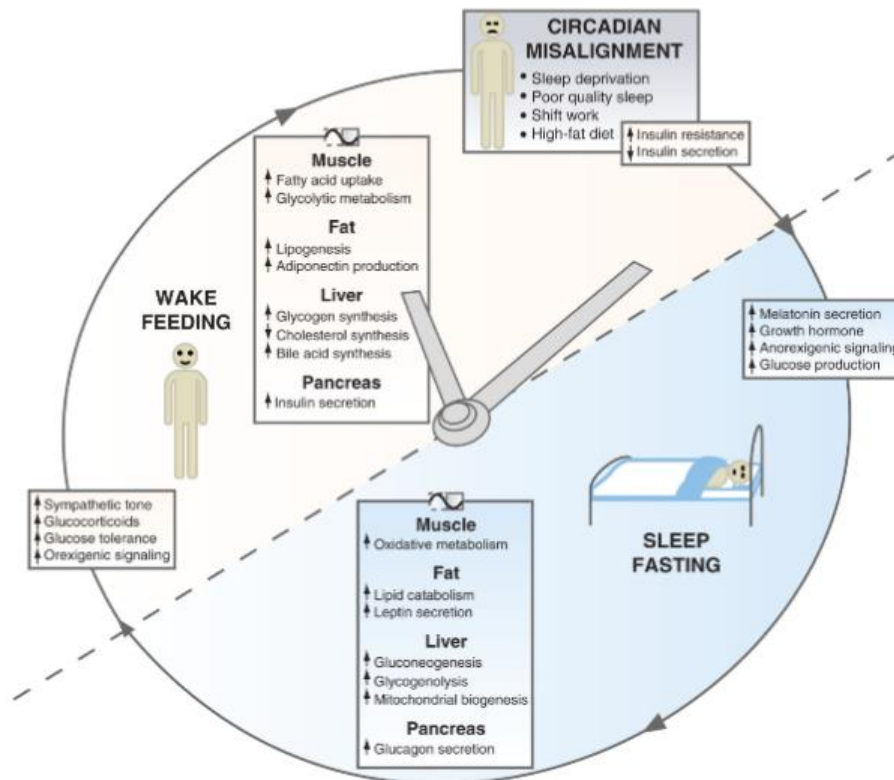 CIRCADIAN
MISALIGNMENT
• Sleep deprivation
• Poor quality sleep
• Shift work
• High-fat diet
↑ Insulin resistance
↓ Insulin secretion
Muscle
↑ Fatty acid uptake
↑ Glycolytic metabolism
Fat
↑ Lipogenesis
↑ Adiponectin production
Liver
↑ Glycogen synthesis
↓ Cholesterol synthesis
↑ Bile acid synthesis
Pancreas
↑ Insulin secretion
WAKE
FEEDING
↑ Sympathetic tone
↑ Glucocorticoids
↑ Glucose tolerance
↑ Orexigenic signaling
↑ Melatonin secretion
↑ Growth hormone
↑ Anorexigenic signaling
↑ Glucose production
SLEEP
FASTING
Muscle
↑ Oxidative metabolism
Fat
↑ Lipid catabolism
↑ Leptin secretion
Liver
↑ Gluconeogenesis
↑ Glycogenolysis
↑ Mitochondrial biogenesis
Pancreas
↑ Glucagon secretion